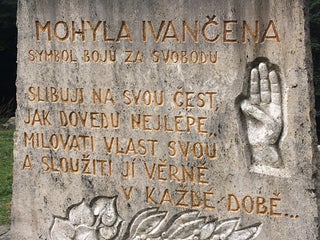 MOHYLA IVANČENA
SYMBOL BOJŮ ZA SVOBODU
SLIBUJI NA SVOU ČEST,
JAK DOVEDU NEJLÉPE,
MILOVATI VLAST SVOU
A SLOUŽITI JÍ VĚRNĚ
V KAŽDÉ DOBĚ...